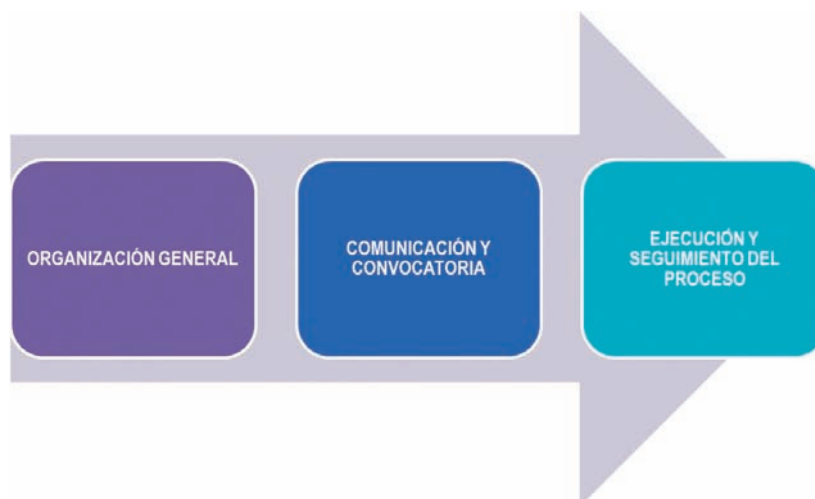 ORGANIZACIÓN GENERAL
COMUNICACIÓN Y
CONVOCATORIA
EJECUCIÓN Y
SEGUIMIENTO DEL
PROCESO